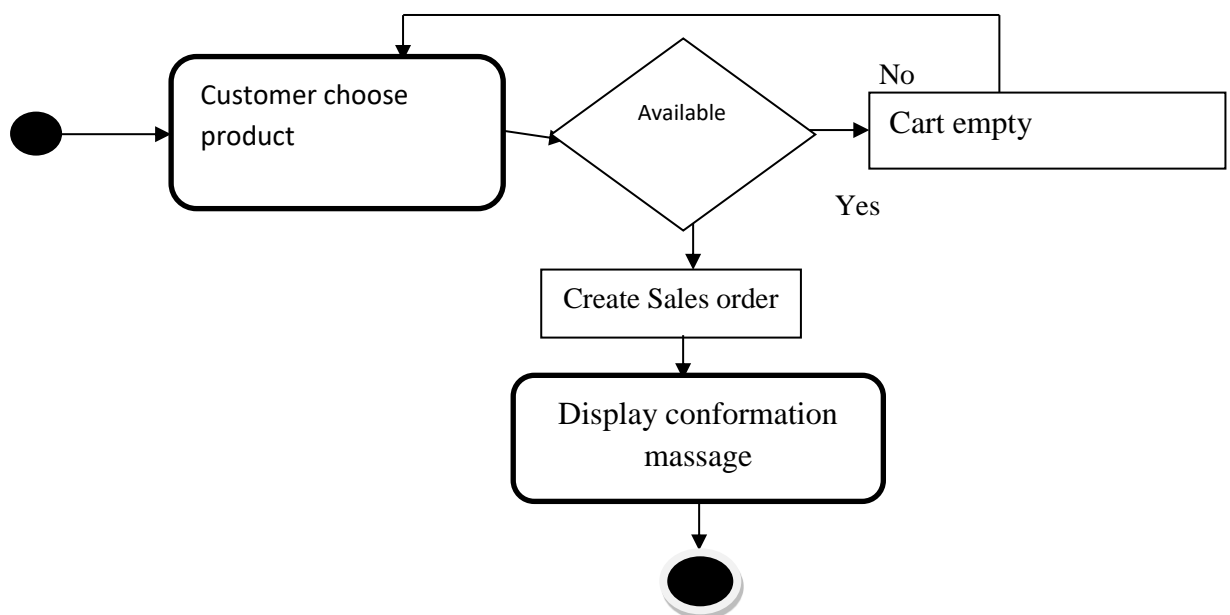 Customer choose
product
Available
No
Cart empty
Yes
Create Sales order
Display conformation
massage